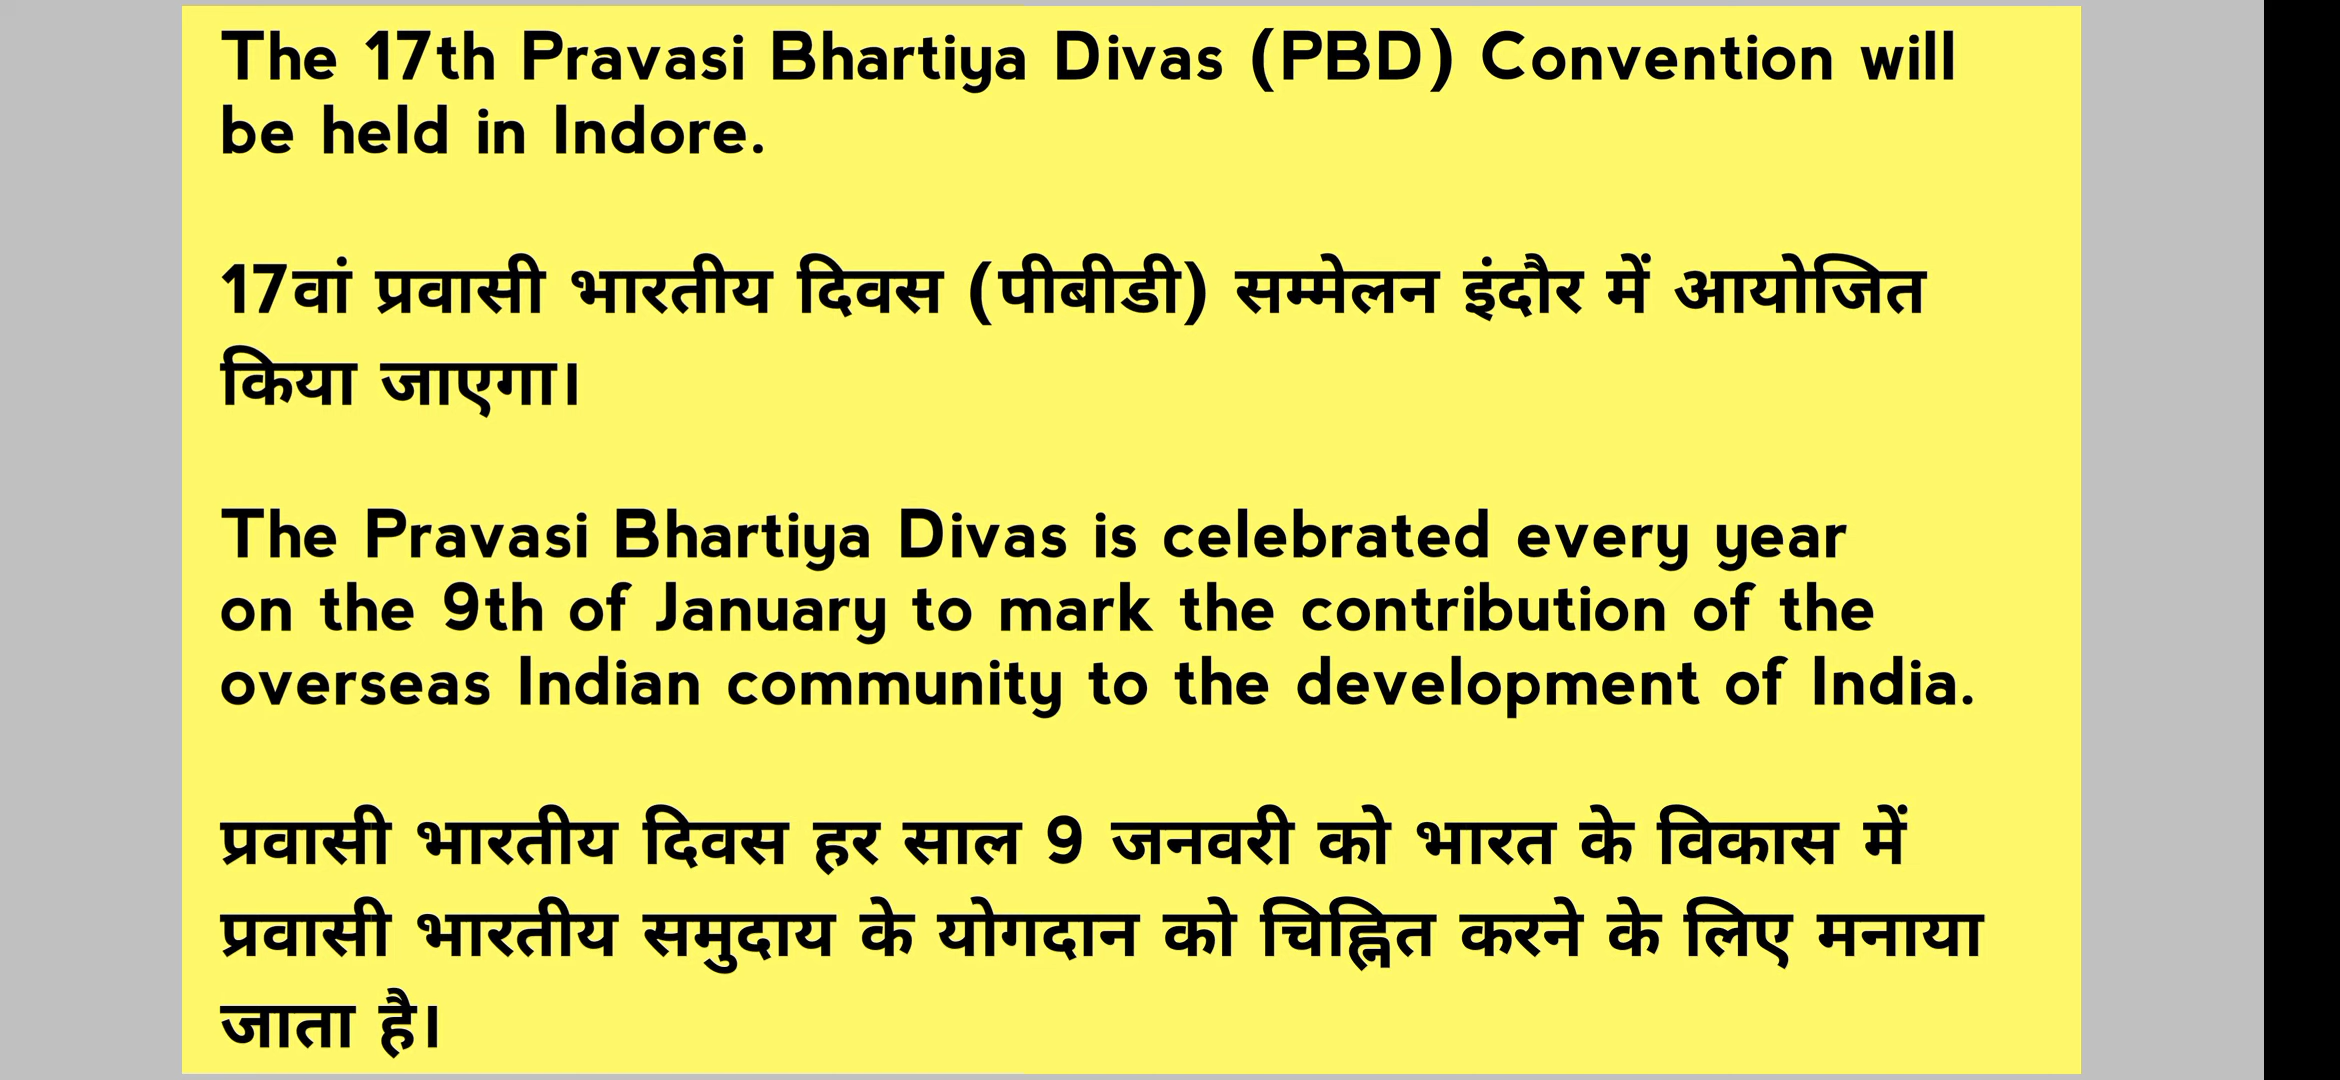 The 17th Pravasi Bhartiya Divas (PBD) Convention will
be held in Indore.
17वां प्रवासी भारतीय दिवस (पीबीडी) सम्मेलन इंदौर में आयोजित
किया जाएगा।
The Pravasi Bhartiya Divas is celebrated every year
on the 9th of January to mark the contribution of the
overseas Indian community to the development of India.
प्रवासी भारतीय दिवस हर साल 9 जनवरी को भारत के विकास में
प्रवासी भारतीय समुदाय के योगदान को चिह्नित करने के लिए मनाया
जाता है।